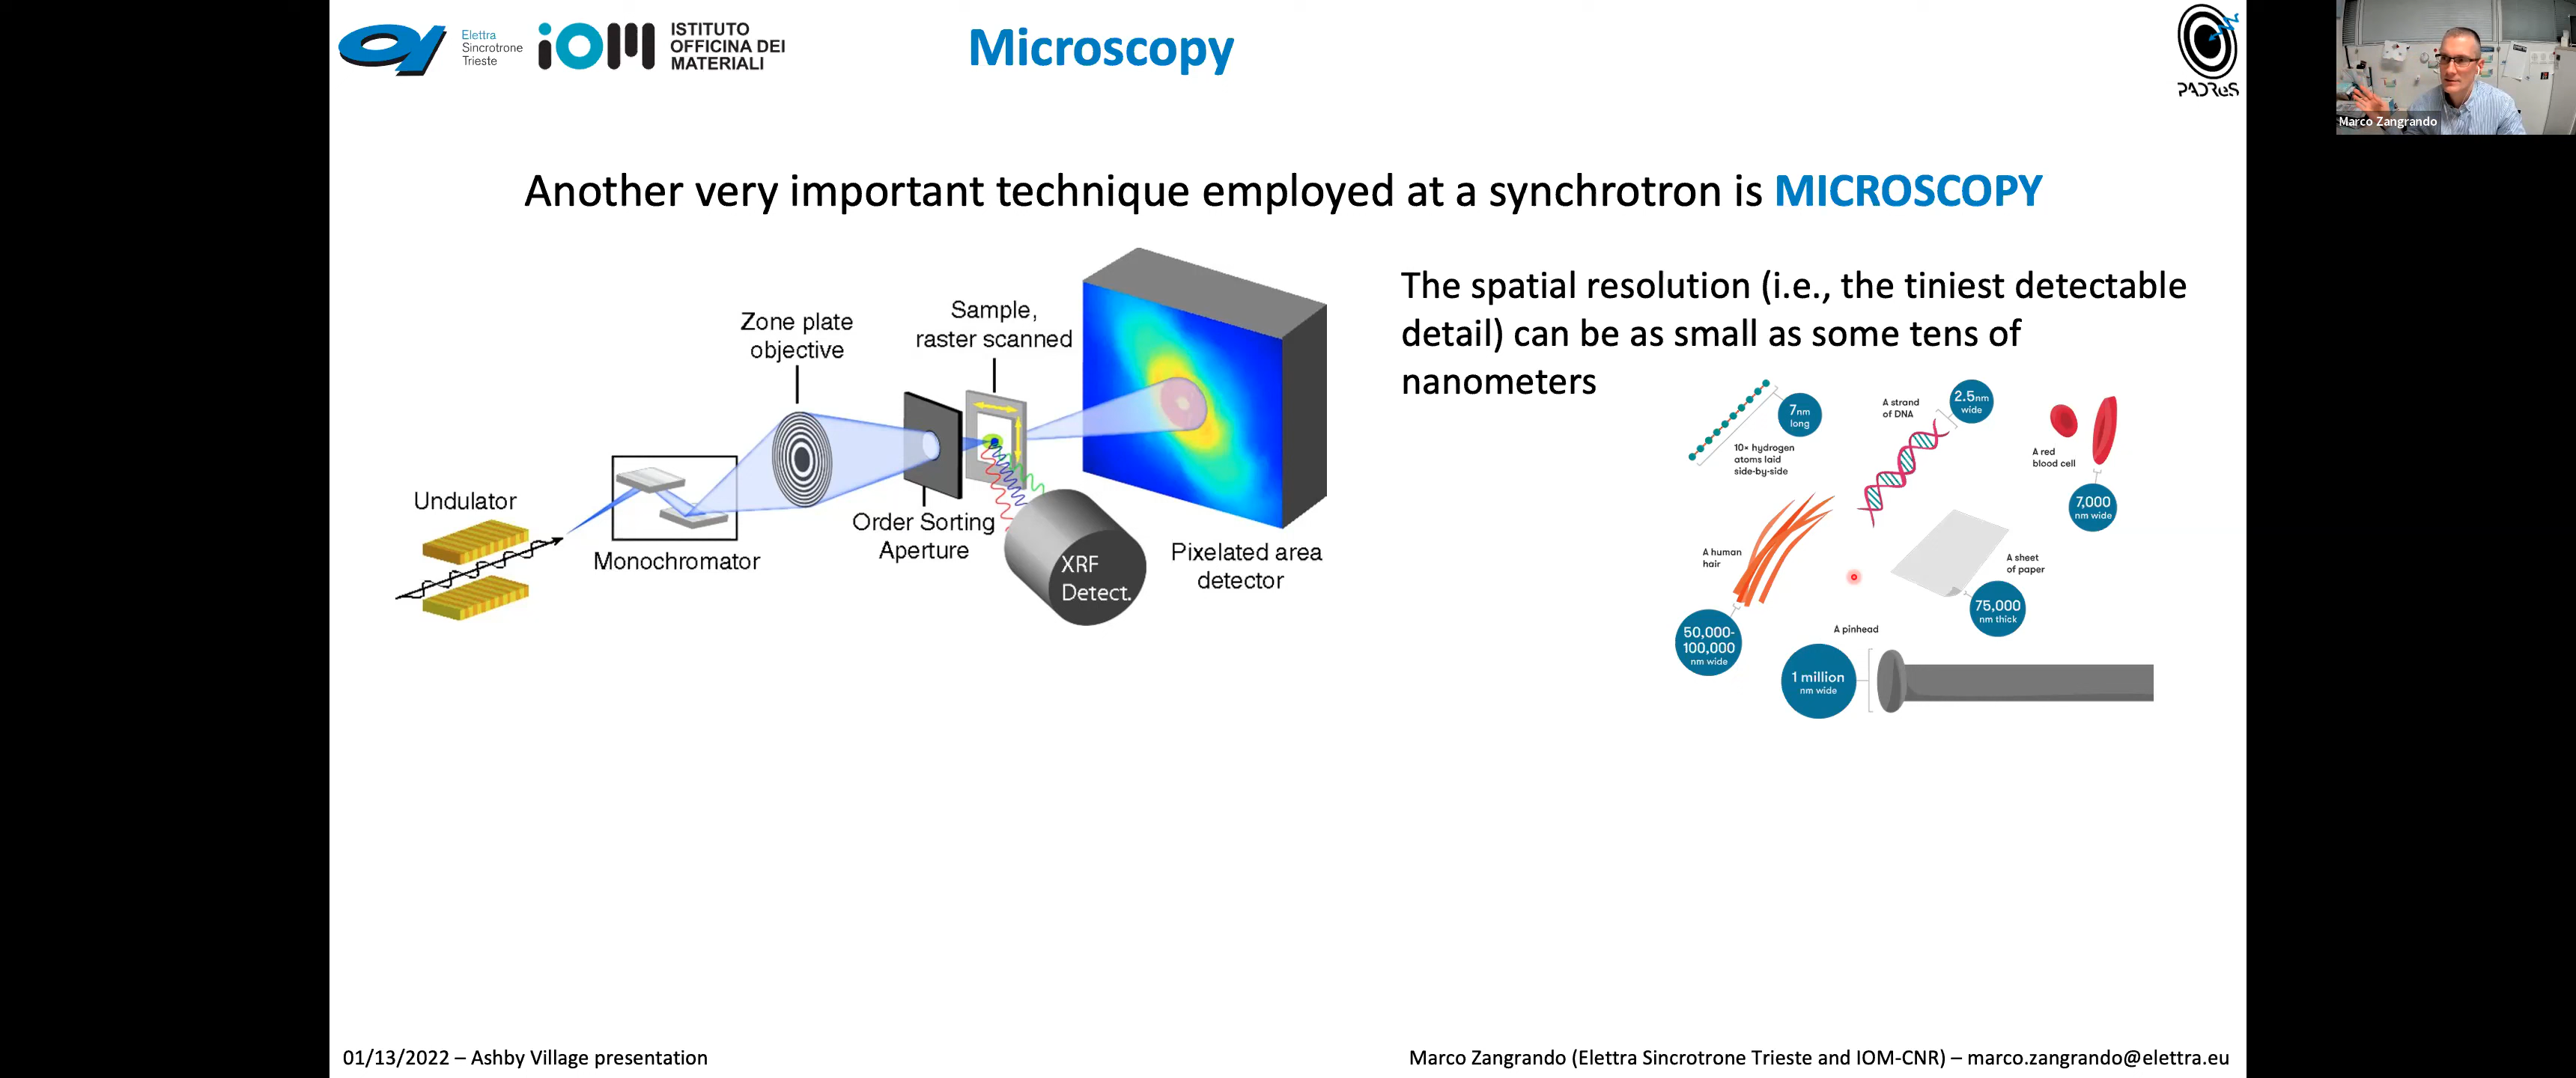 Elettra
Sincrotrone
Trieste
iOM
ISTITUTO
OFFICINA DEI
MATERIALI
Microscopy
PADReS
Marco Zangrando
Another very important technique employed at a synchrotron is MICROSCOPY
Undulator
Monochromator
Zone plate
objective
Order Sorting
Aperture
Sample,
raster scanned
XRF
Detect.
Pixelated area
detector
The spatial resolution (i.e., the tiniest detectable
detail) can be as small as some tens of
nanometers
7nm
long
10× hydrogen
atoms laid
side-by-side
A strand
of DNA
2.5nm
wide
A red
blood cell
7,000
nm wide
A human
hair
50,000-
100,000
nm wide
A sheet
of paper
75,000
nm thick
A pinhead
1 million
nm wide
01/13/2022 – Ashby Village presentation
Marco Zangrando (Elettra Sincrotrone Trieste and IOM-CNR) – marco.zangrando@elettra.eu